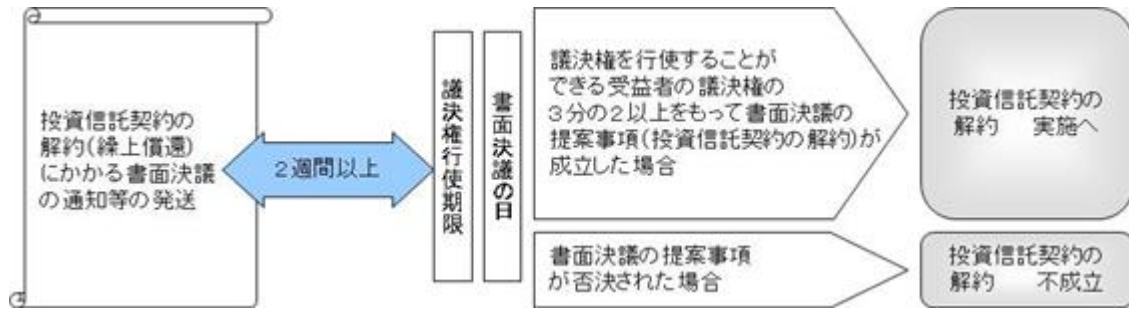 投資信託契約の
解約(繰上償還)
にかかる書面決議
の通知等の発送
２週間以上
議決権行使期限
書面決議の日
議決権を行使することが
できる受益者の議決権の
３分の２以上をもって書面決議の
提案事項(投資信託契約の解約)が
成立した場合
投資信託契約の
解約　実施へ
書面決議の提案事項
が否決された場合
投資信託契約の
解約　不成立